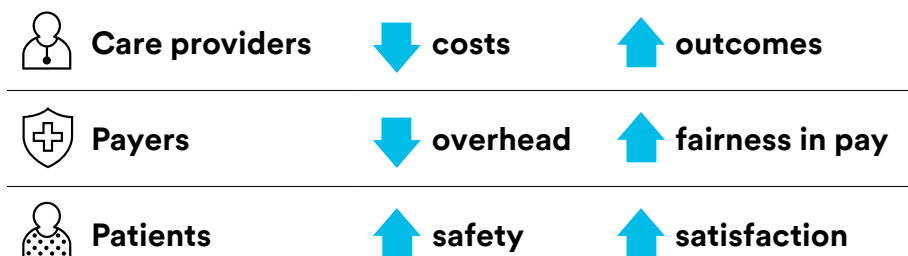 Care providers costs outcomes
Payers overhead fairness in pay
Patients safety satisfaction